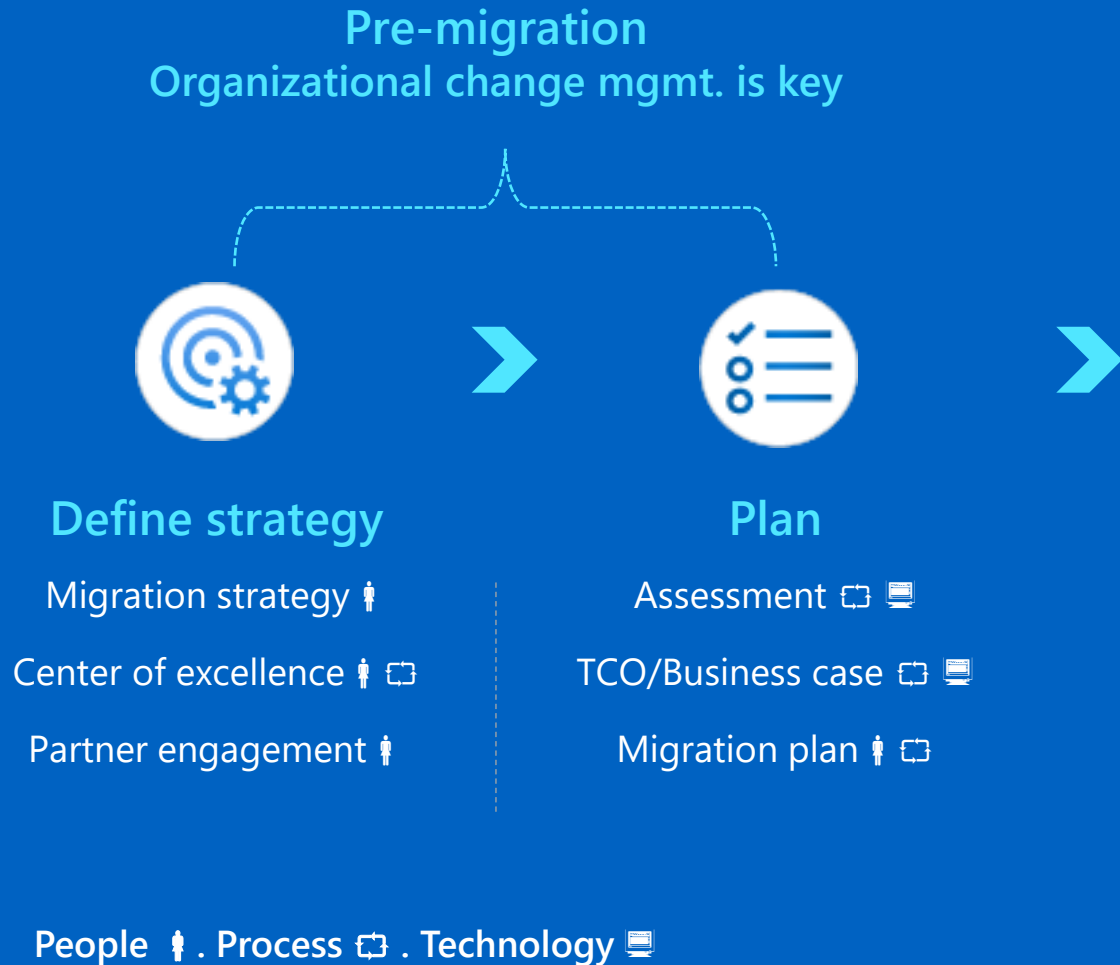 Pre-migration
Organizational change mgmt. is key
Define strategy
Migration strategy
Center of excellence
Partner engagement
Plan
Assessment
TCO/Business case
Migration plan
People . Process . Technology